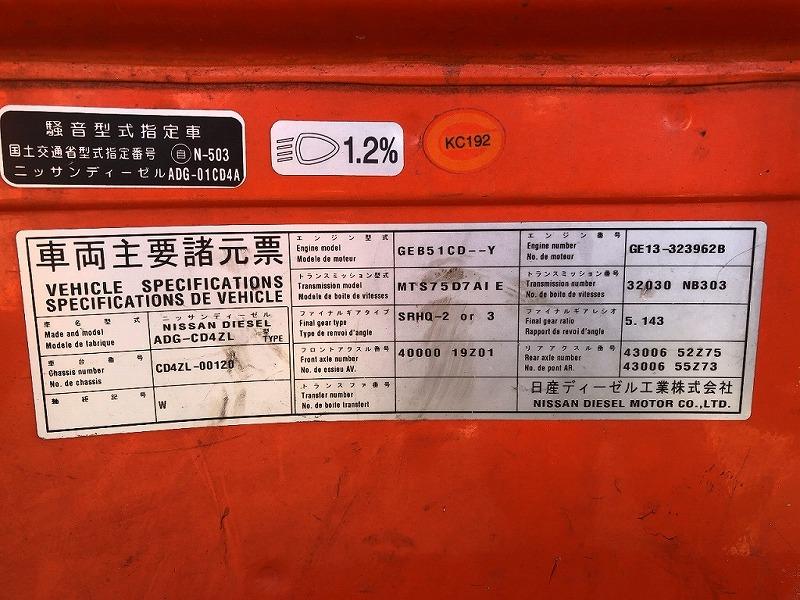 騒音型式指定車
国土交通省型式指定番号 自 N-503
ニッサンディーゼル ADG-01CD4A
1.2%
KC192
車両主要諸元票
VEHICLE SPECIFICATIONS
SPECIFICATIONS DE VEHICLE
車名型式
Made and model
Modele de fabrique
ニッサンディーゼル
NISSAN DIESEL
ADG-CD4ZL 型 TYPE
車台番号
Chassis number
No. de chassis
CD4ZL-00120
軸距記号
W
エンジン型式
Engine model
Modele de moteur
GEB51CD--Y
トランスミッション型式
Transmission model
Modele de boite de vitesses
MTS75D7AI E
ファイナルギアタイプ
Final gear type
Type de renvoi d'angle
SRHQ-2 or 3
フロントアクスル番号
Front axle number
No. de essieu AV.
40000 19Z01
トランスファ番号
Transfer number
No. de boite transfert
エンジン番号
Engine number
No. de moteur
GE13-323962B
トランスミッション番号
Transmission number
No. de boite de vitesses
32030 NB303
ファイナルギアレシオ
Final gear ratio
Rapport de renvoi d'angle
5.143
リアアクスル番号
Rear axle number
No. de pont AR.
43006 52Z75
43006 55Z73
日産ディーゼル工業株式会社
NISSAN DIESEL MOTOR CO.,LTD.